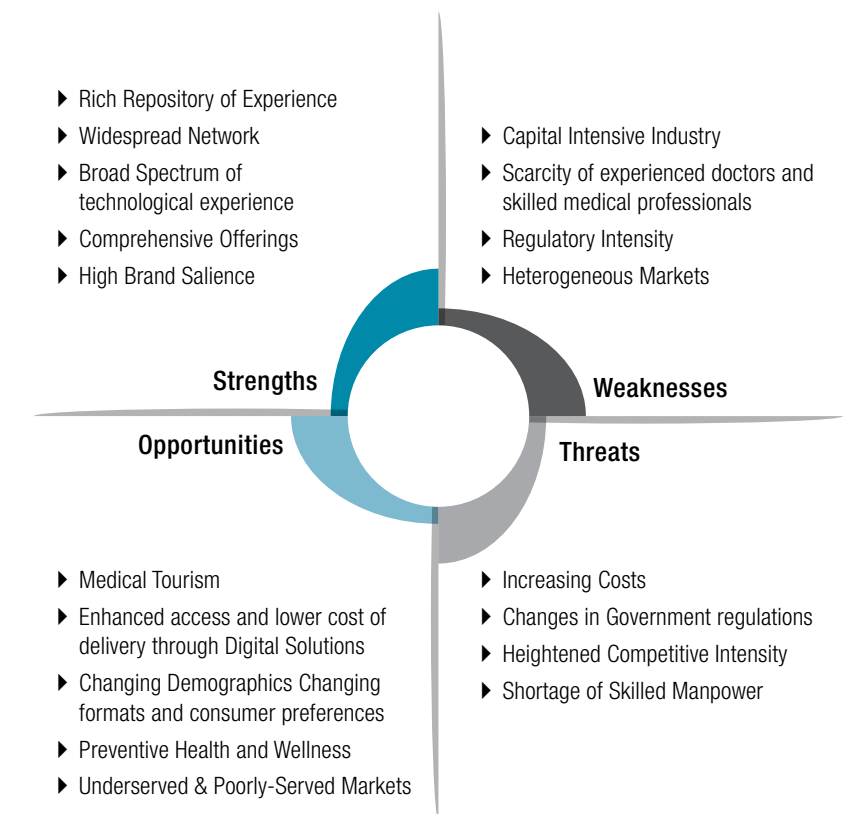 Rich Repository of Experience
Widespread Network
Broad Spectrum of
technological experience
Comprehensive Offerings
High Brand Salience
Strengths
Capital Intensive Industry
Scarcity of experienced doctors and
skilled medical professionals
Regulatory Intensity
Heterogeneous Markets
Weaknesses
Opportunities
Medical Tourism
Enhanced access and lower cost of
delivery through Digital Solutions
Changing Demographics Changing
formats and consumer preferences
Preventive Health and Wellness
Underserved & Poorly-Served Markets
Threats
Increasing Costs
Changes in Government regulations
Heightened Competitive Intensity
Shortage of Skilled Manpower